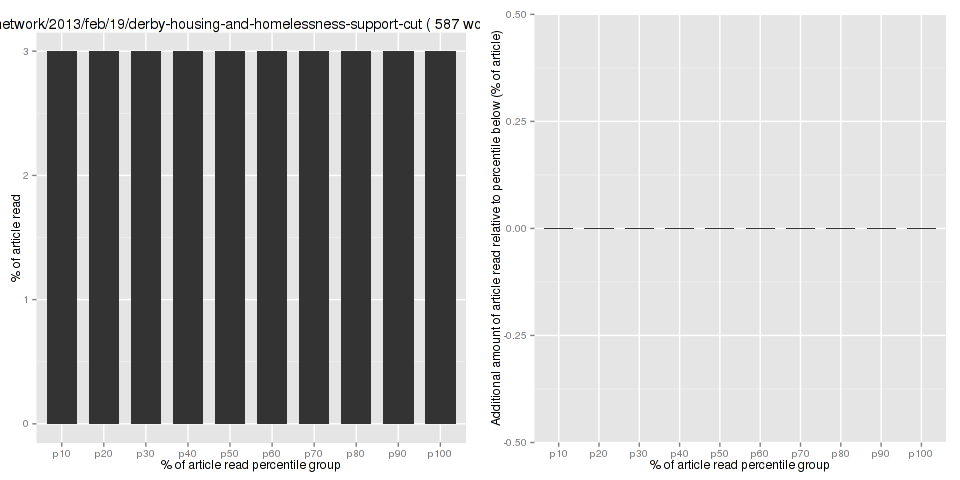 network/2013/feb/19/derby-housing-and-homelessness-support-cut ( 587 wo
% of article read
3
2
1
0
p10 p20 p30 p40 p50 p60 p70 p80 p90 p100
% of article read percentile group
Additional amount of article read relative to percentile below (% of article)
0.50
0.25
0.00
-0.25
-0.50
p10 p20 p30 p40 p50 p60 p70 p80 p90 p100
% of article read percentile group